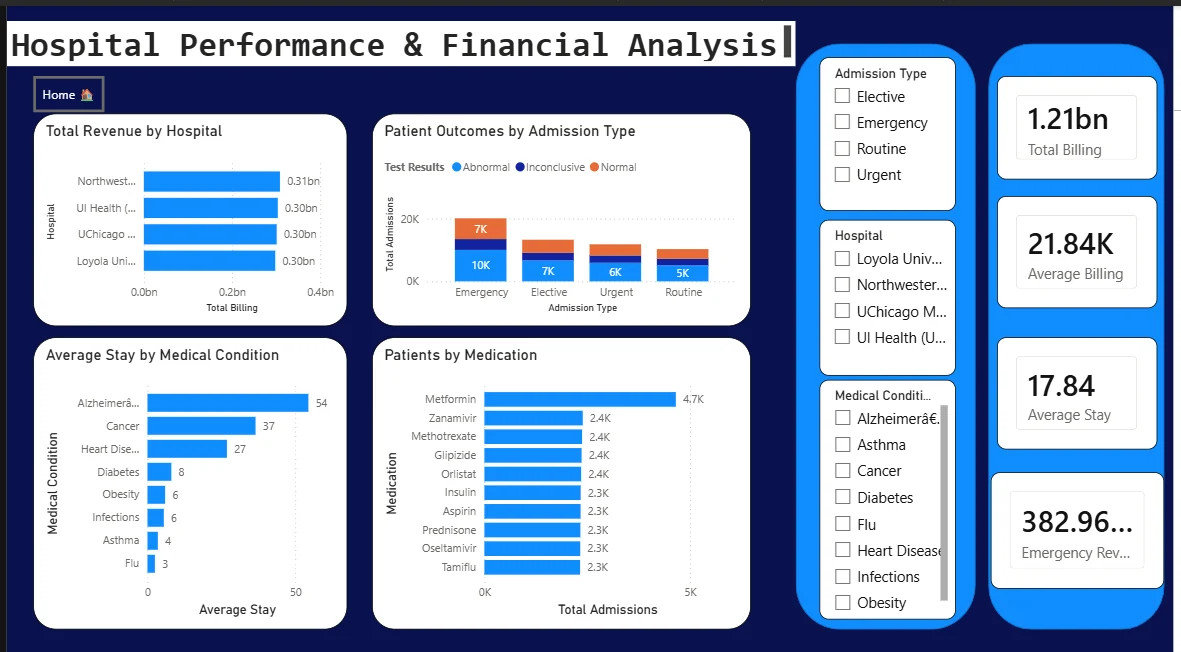 Hospital Performance & Financial Analysis
Home
Total Revenue by Hospital
Hospital
Northwest... 0.31bn
UI Health (... 0.30bn
UChicago ... 0.30bn
Loyola Uni... 0.30bn
0.0bn 0.2bn 0.4bn
Total Billing
Patient Outcomes by Admission Type
Test Results Abnormal Inconclusive Normal
Total Admissions
20K
0K
7K
10K 7K 6K 5K
Emergency Elective Urgent Routine
Admission Type
Average Stay by Medical Condition
Medical Condition
Alzheimerâ... 54
Cancer 37
Heart Dise... 27
Diabetes 8
Obesity 6
Infections 6
Asthma 4
Flu 3
0 50
Average Stay
Patients by Medication
Medication
Metformin 4.7K
Zanamivir 2.4K
Methotrexate 2.4K
Glipizide 2.4K
Orlistat 2.4K
Insulin 2.3K
Aspirin 2.3K
Prednisone 2.3K
Oseltamivir 2.3K
Tamiflu 2.3K
0K 5K
Total Admissions
Admission Type
Elective
Emergency
Routine
Urgent
Hospital
Loyola Univ...
Northwester...
UChicago M...
UI Health (U...
Medical Conditi...
Alzheimerâ€.
Asthma
Cancer
Diabetes
Flu
Heart Disease
Infections
Obesity
1.21bn
Total Billing
21.84K
Average Billing
17.84
Average Stay
382.96...
Emergency Rev...